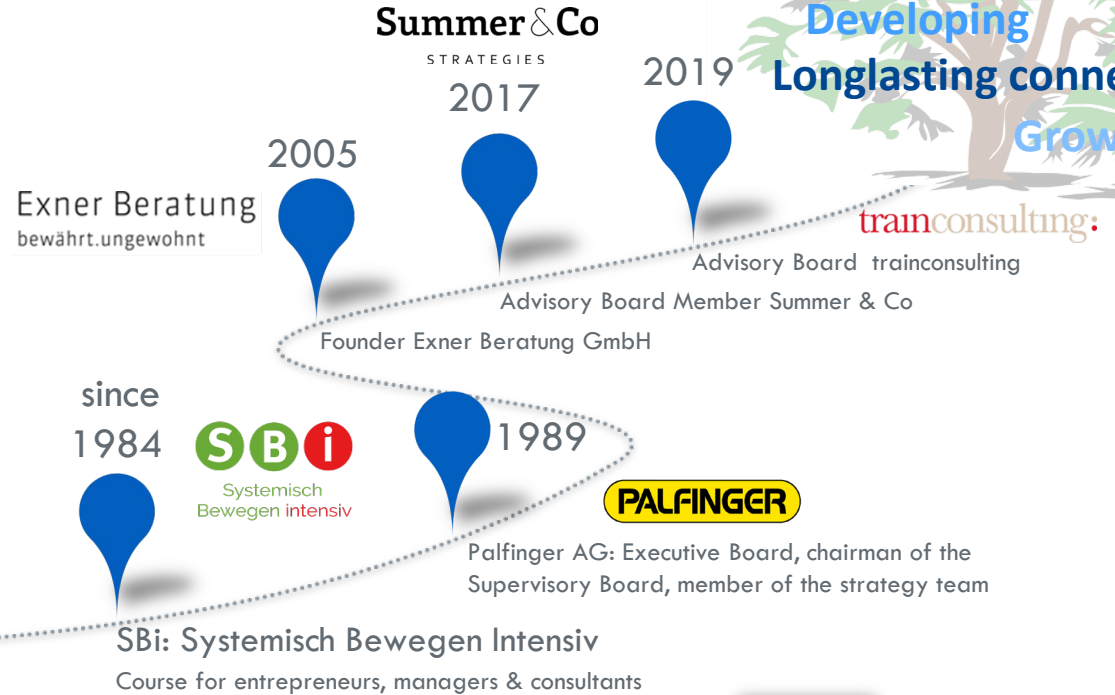 Summer&Co
STRATEGIES
Developing
Longlasting
2019
2017
2005
Exner Beratung
bewährt.ungewohnt
trainconsulting:
Advisory Board trainconsulting
Advisory Board Member Summer & Co
Founder Exner Beratung GmbH
since
1984
SBi
Systemisch
Bewegen intensiv
1989
PALFINGER
Palfinger AG: Executive Board, chairman of the
Supervisory Board, member of the strategy team
SBi: Systemisch Bewegen Intensiv
Course for entrepreneurs, managers & consultants